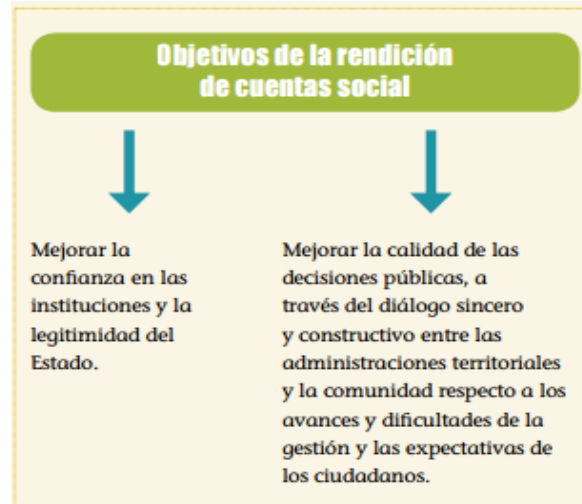 Objetivos de la rendición
de cuentas social
Mejorar la
confianza en las
instituciones y la
legitimidad del
Estado.
Mejorar la calidad de las
decisiones públicas, a
través del diálogo sincero
y constructivo entre las
administraciones territoriales
y la comunidad respecto a los
avances y dificultades de la
gestión y las expectativas de
los ciudadanos.